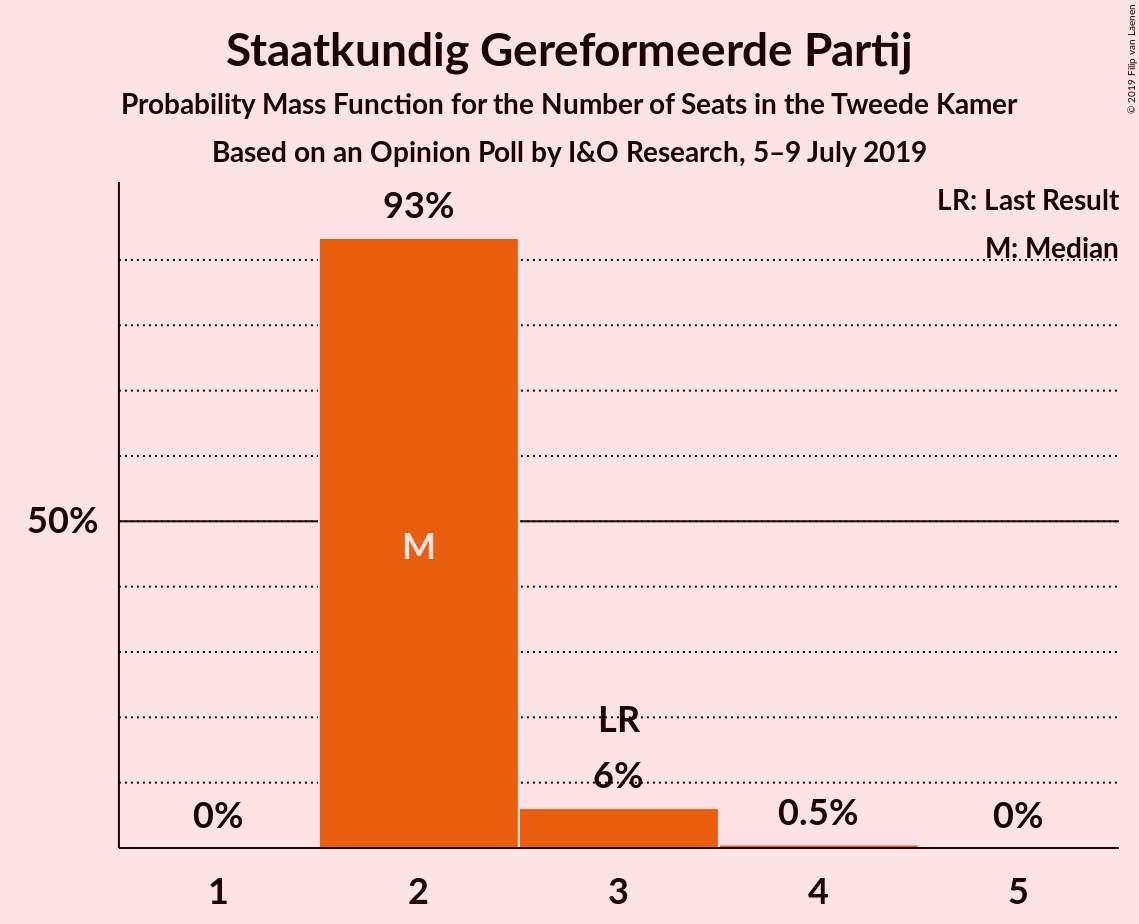 Staatkundig Gereformeerde Partij
Probability Mass Function for the Number of Seats in the Tweede Kamer
Based on an Opinion Poll by I&O Research, 5–9 July 2019
© 2019 Filip van Laenen
LR: Last Result
M: Median
93%
50%
M
LR
6%
0%
0.5%
0%
1
2
3
4
5